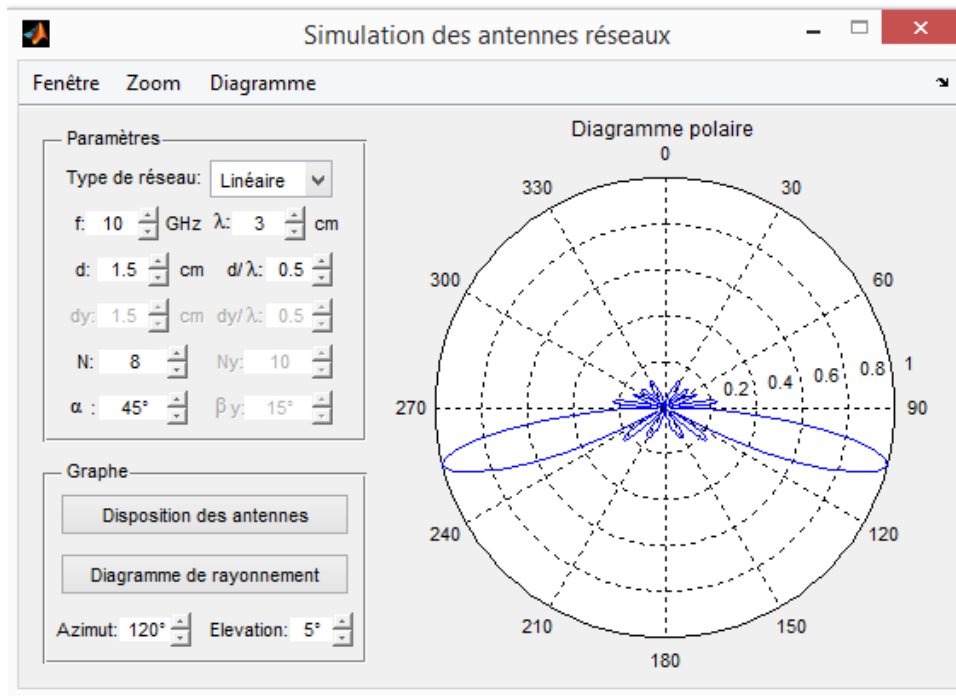 Simulation des antennes réseaux
Fenêtre Zoom Diagramme
Paramètres
Type de réseau: Linéaire
f: 10 GHz λ: 3 cm
d: 1.5 cm d/λ: 0.5
dy: 1.5 cm dy/λ: 0.5
N: 8 Ny: 10
α : 45° βy: 15°
Graphe
Disposition des antennes
Diagramme de rayonnement
Azimut: 120° Elevation: 5°
Diagramme polaire
0
330 30
300 60
0.2 0.4 0.6 0.8 1
270 90
240 120
210 150
180